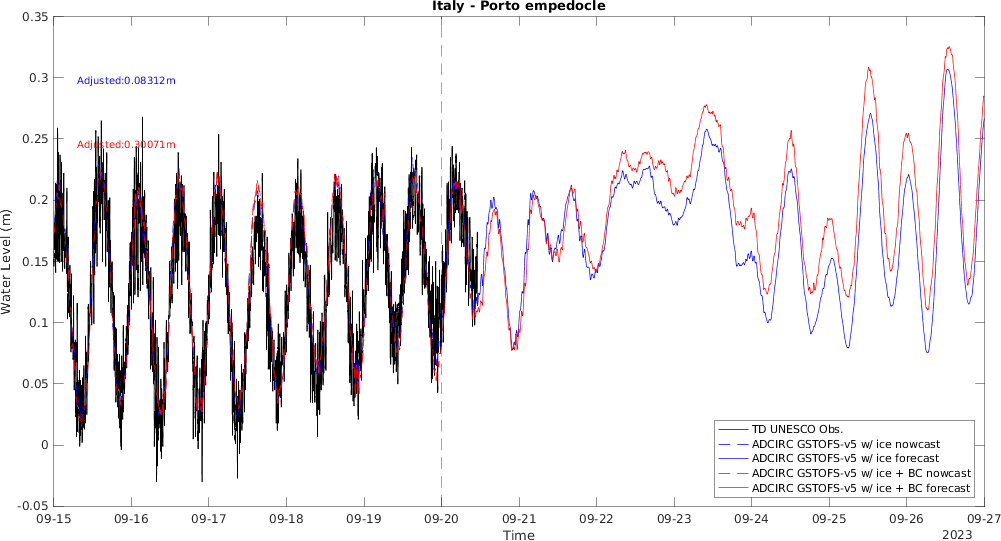 Italy - Porto empedocle
0.35
0.3
0.25
0.2
0.15
0.1
0.05
0
-0.05
Water Level (m)
Adjusted:0.08312m
Adjusted:0.30071m
TD UNESCO Obs.
ADCIRC GSTOFS-v5 w/ ice nowcast
ADCIRC GSTOFS-v5 w/ ice forecast
ADCIRC GSTOFS-v5 w/ ice + BC nowcast
ADCIRC GSTOFS-v5 w/ ice + BC forecast
09-15 09-16 09-17 09-18 09-19 09-20 09-21 09-22 09-23 09-24 09-25 09-26 09-27
Time
2023